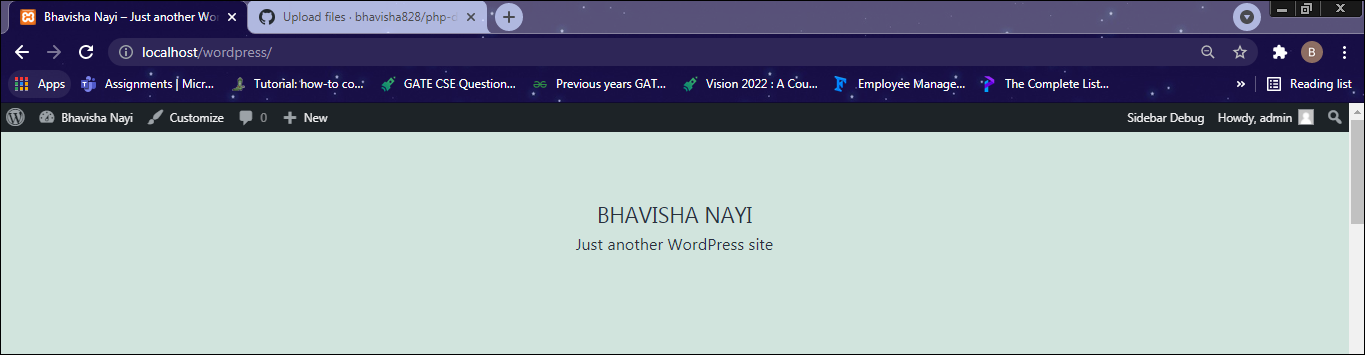 Bhavisha Nayi – Just another Wo
Upload files · bhavisha828/php-d
localhost/wordpress/
B
Apps
Assignments | Micr...
Tutorial: how-to co...
GATE CSE Question...
Previous years GAT...
Vision 2022 : A Cou...
Employee Manage...
The Complete List...
»
Reading list
Bhavisha Nayi
Customize
0
New
Sidebar Debug
Howdy, admin
BHAVISHA NAYI
Just another WordPress site